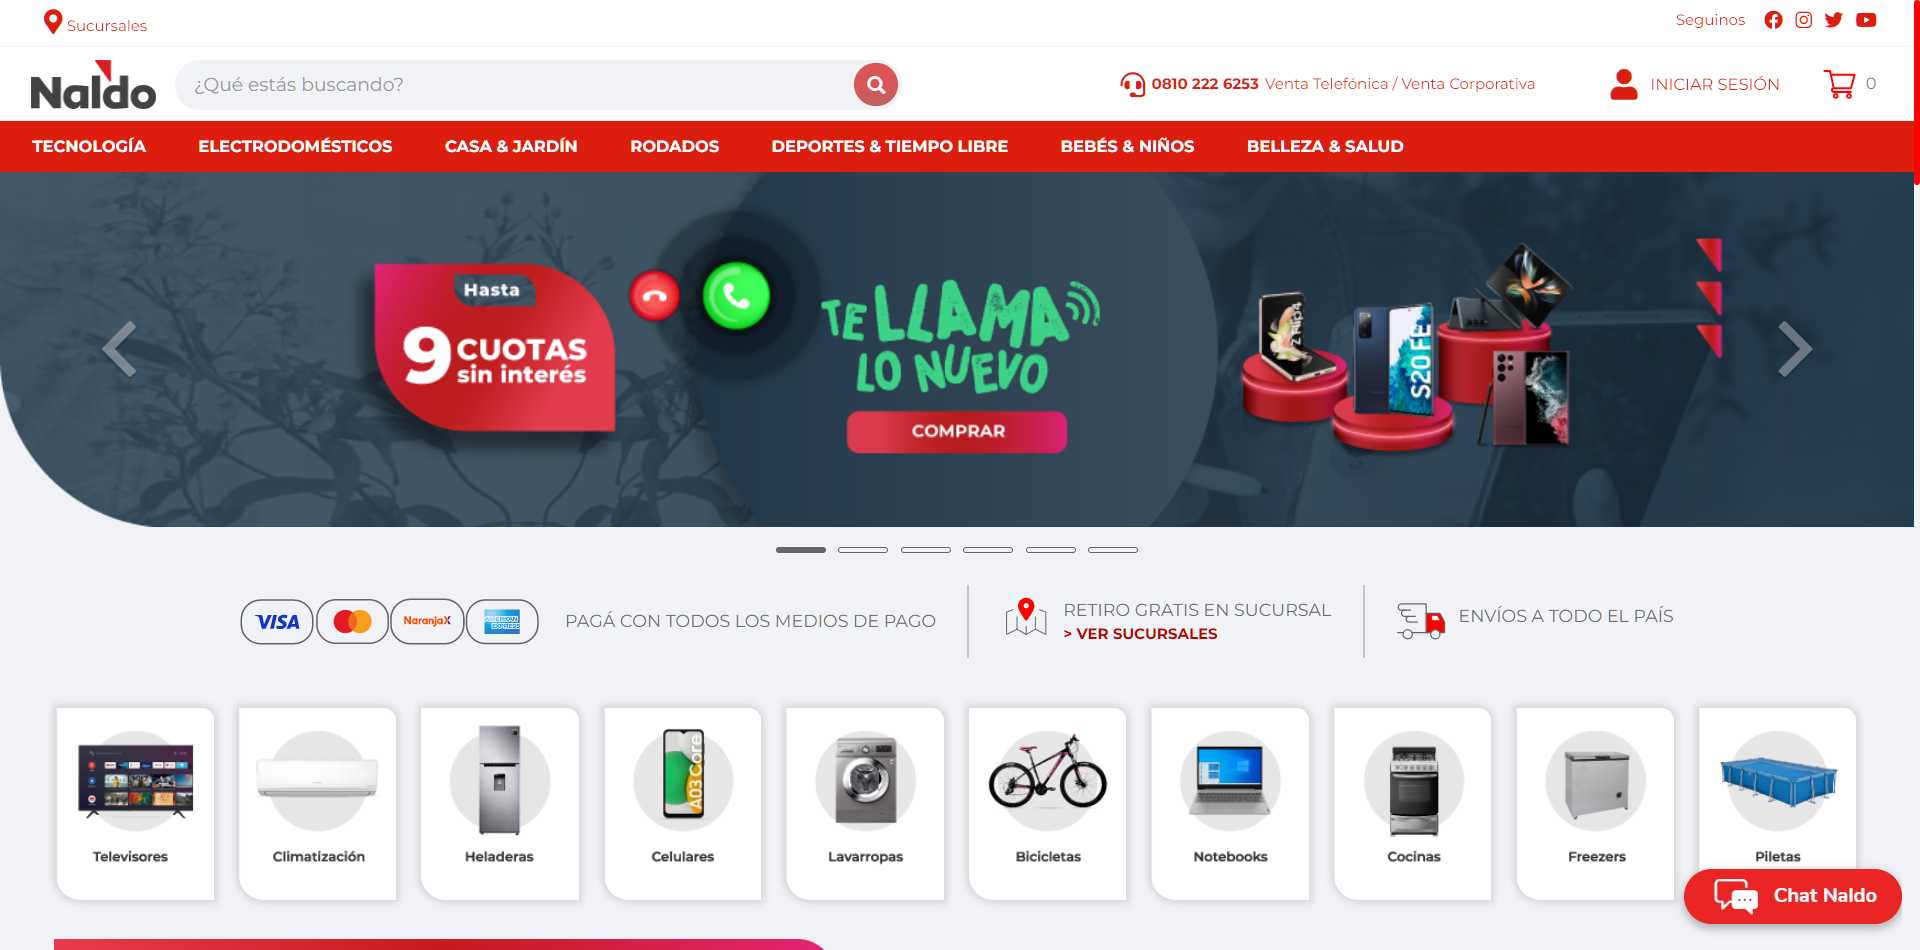 Sucursales
Seguinos
Naldo
¿Qué estás buscando?
0810 222 6253 Venta Telefónica / Venta Corporativa
INICIAR SESIÓN
0
TECNOLOGÍA
ELECTRODOMÉSTICOS
CASA & JARDÍN
RODADOS
DEPORTES & TIEMPO LIBRE
BEBÉS & NIÑOS
BELLEZA & SALUD
Hasta
9 CUOTAS
sin interés
TE LLAMA
LO NUEVO
COMPRAR
Z Flip4
S20 FE
VISA
NaranjaX
AMERICAN
EXPRESS
PAGÁ CON TODOS LOS MEDIOS DE PAGO
RETIRO GRATIS EN SUCURSAL
> VER SUCURSALES
ENVÍOS A TODO EL PAÍS
A03 Core
Televisores
Climatización
Heladeras
Celulares
Lavarropas
Bicicletas
Notebooks
Cocinas
Freezers
Piletas
Chat Naldo